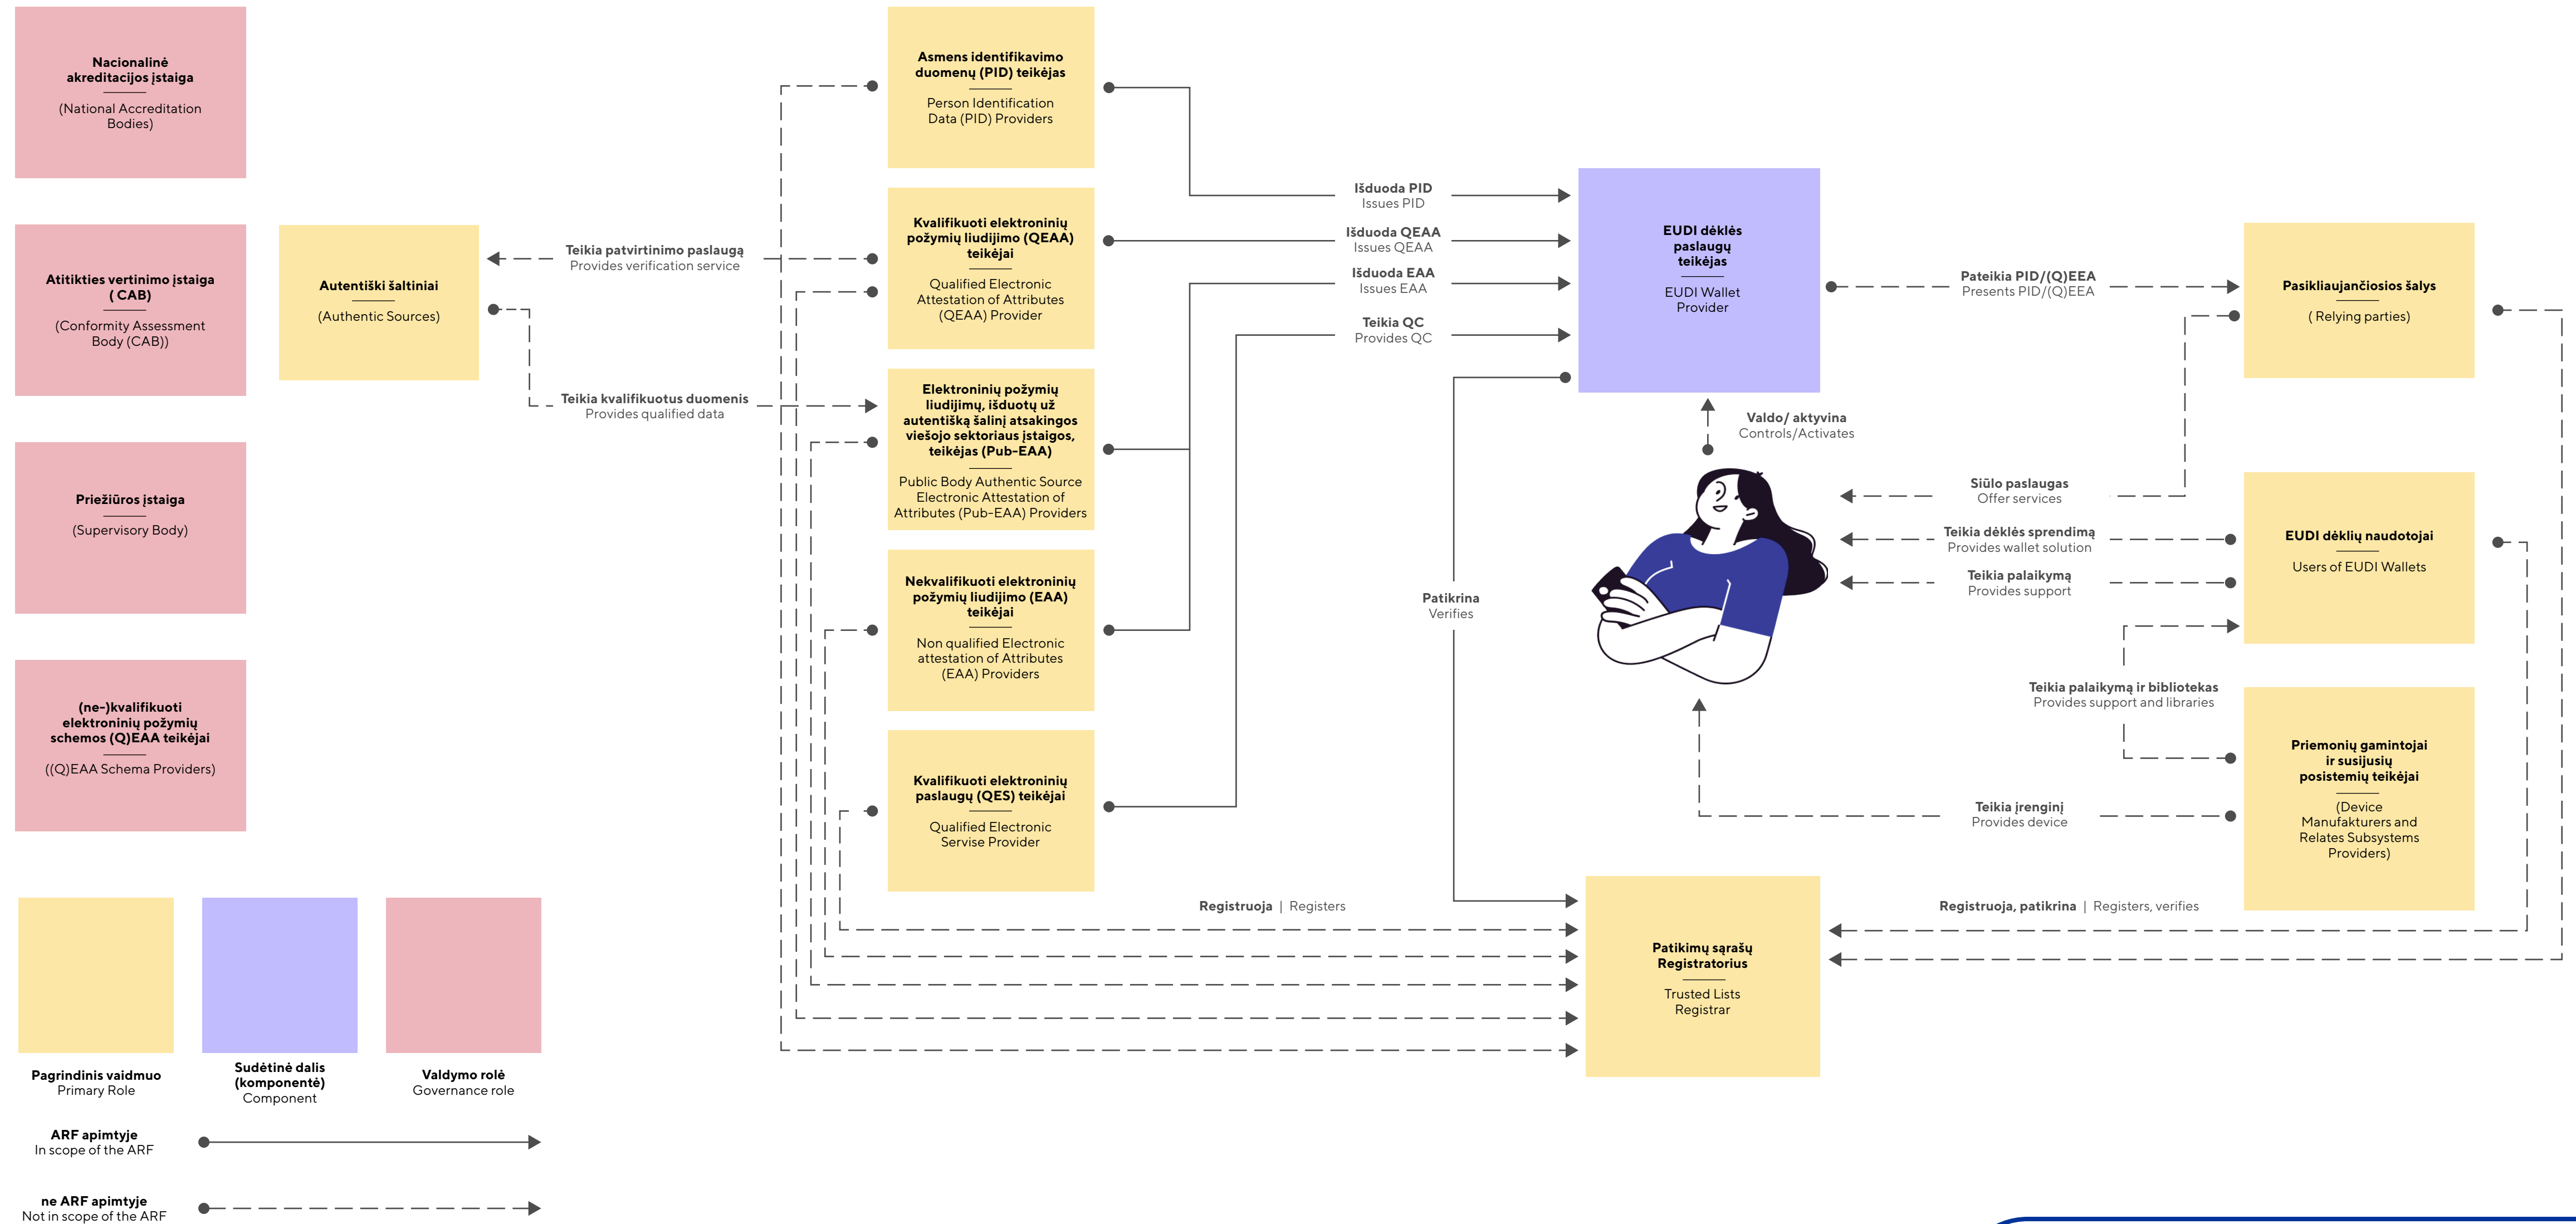 Nacionalinė
akreditacijos įstaiga
(National Accreditation
Bodies)
Atitikties vertinimo įstaiga
( CAB)
(Conformity Assessment
Body (CAB))
Priežiūros įstaiga
(Supervisory Body)
(ne-)kvalifikuoti
elektroninių požymių
schemos (Q)EAA teikėjai
((Q)EAA Schema Providers)
Autentiški šaltiniai
(Authentic Sources)
Teikia patvirtinimo paslaugą
Provides verification service
Teikia kvalifikuotus duomenis
Provides qualified data
Asmens identifikavimo
duomenų (PID) teikėjas
Person Identification
Data (PID) Providers
Kvalifikuoti elektroninių
požymių liudijimo (QEAA)
teikėjai
Qualified Electronic
Attestation of Attributes
(QEAA) Provider
Elektroninių požymių
liudijimų, išduotų už
autentišką šalinį atsakingos
viešojo sektoriaus įstaigos,
teikėjas (Pub-EAA)
Public Body Authentic Source
Electronic Attestation of
Attributes (Pub-EAA) Providers
Nekvalifikuoti elektroninių
požymių liudijimo (EAA)
teikėjai
Non qualified Electronic
attestation of Attributes
(EAA) Providers
Kvalifikuoti elektroninių
paslaugų (QES) teikėjai
Qualified Electronic
Servise Provider
Išduoda PID
Issues PID
Išduoda QEAA
Issues QEAA
Išduoda EAA
Issues EAA
Teikia QC
Provides QC
Patikrina
Verifies
EUDI dėklės
paslaugų
teikėjas
EUDI Wallet
Provider
Valdo/ aktyvina
Controls/Activates
Pateikia PID/(Q)EEA
Presents PID/(Q)EEA
Siūlo paslaugas
Offer services
Teikia dėklės sprendimą
Provides wallet solution
Teikia palaikymą
Provides support
Teikia palaikymą ir bibliotekas
Provides support and libraries
Teikia įrenginį
Provides device
Pasikliaujančiosios šalys
( Relying parties)
EUDI dėklių naudotojai
Users of EUDI Wallets
Priemonių gamintojai
ir susijusių
posistemių teikėjai
(Device
Manufakturers and
Relates Subsystems
Providers)
Registruoja | Registers
Registruoja, patikrina | Registers, verifies
Patikimų sąrašų
Registratorius
Trusted Lists
Registrar
Pagrindinis vaidmuo
Primary Role
Sudėtinė dalis
(komponentė)
Component
Valdymo rolė
Governance role
ARF apimtyje
In scope of the ARF
ne ARF apimtyje
Not in scope of the ARF